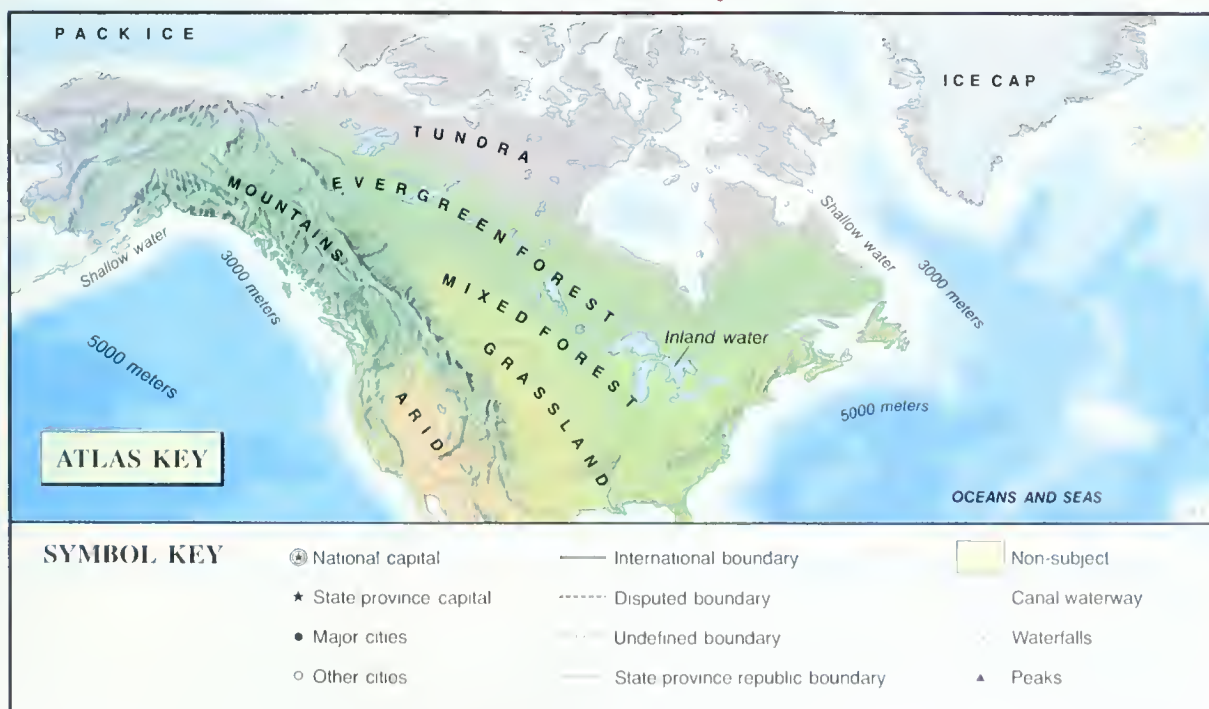 PACK ICE
ICE CAP
TUNDRA
EVERGREEN FOREST
MOUNTAINS
MIXED FOREST
GRASSLAND
ARID
Shallow water
3000 meters
5000 meters
Inland water
Shallow water
3000 meters
5000 meters
OCEANS AND SEAS
ATLAS KEY
SYMBOL KEY
National capital
State province capital
Major cities
Other cities
International boundary
Disputed boundary
Undefined boundary
State province republic boundary
Non-subject
Canal waterway
Waterfalls
Peaks